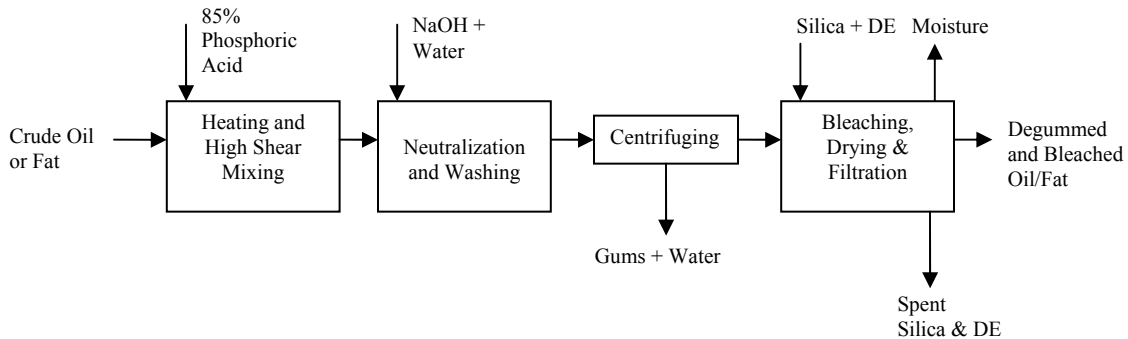 85%
Phosphoric
Acid
NaOH +
Water
Silica + DE
Moisture
Crude Oil
or Fat
Heating and
High Shear
Mixing
Neutralization
and Washing
Centrifuging
Bleaching,
Drying &
Filtration
Degummed
and Bleached
Oil/Fat
Gums + Water
Spent
Silica & DE